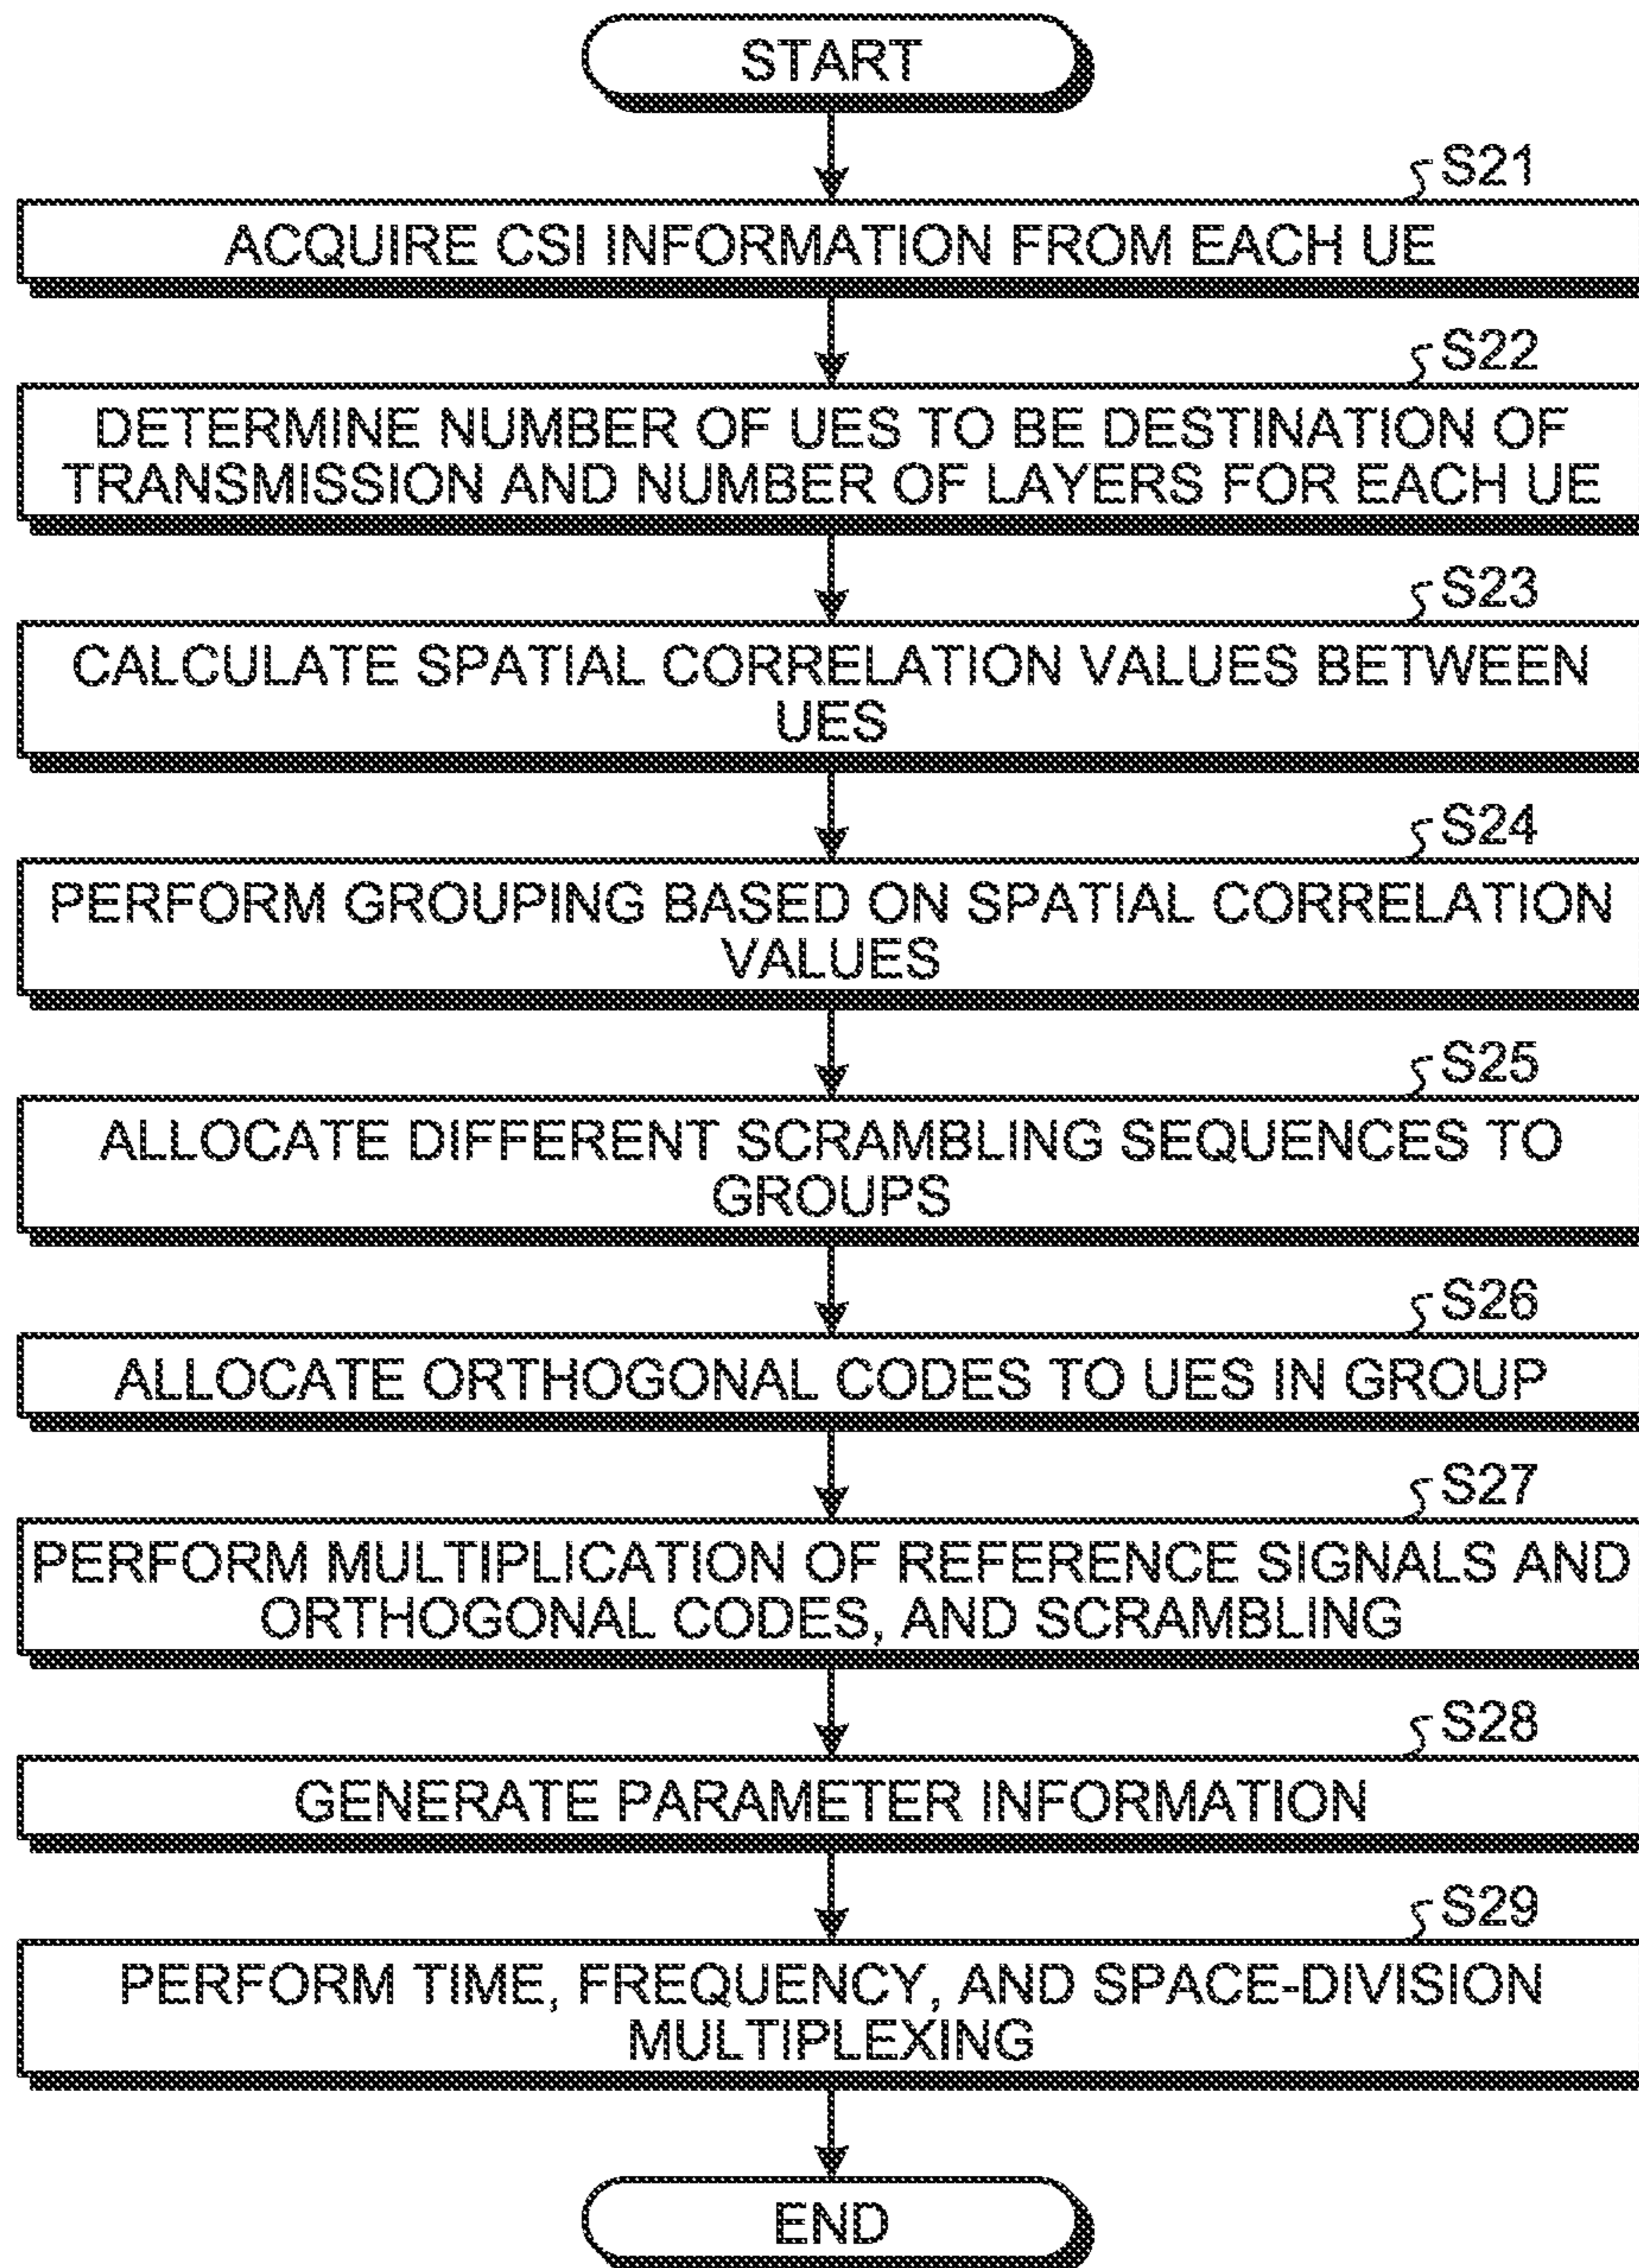 START
S21
ACQUIRE CSI INFORMATION FROM EACH UE
S22
DETERMINE NUMBER OF UES TO BE DESTINATION OF
TRANSMISSION AND NUMBER OF LAYERS FOR EACH UE
S23
CALCULATE SPATIAL CORRELATION VALUES BETWEEN
UES
S24
PERFORM GROUPING BASED ON SPATIAL CORRELATION
VALUES
S25
ALLOCATE DIFFERENT SCRAMBLING SEQUENCES TO
GROUPS
S26
ALLOCATE ORTHOGONAL CODES TO UES IN GROUP
S27
PERFORM MULTIPLICATION OF REFERENCE SIGNALS AND
ORTHOGONAL CODES, AND SCRAMBLING
S28
GENERATE PARAMETER INFORMATION
S29
PERFORM TIME, FREQUENCY, AND SPACE-DIVISION
MULTIPLEXING
END